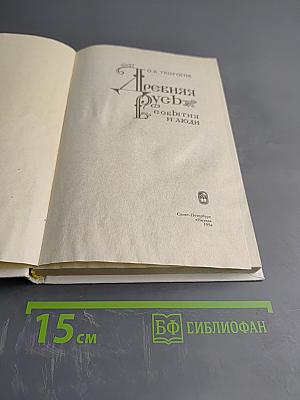 О.В. ТВОРОГОВ
ДРЕВНЯЯ
РУСЬ
СОБЫТИЯ
И ЛЮДИ
Санкт-Петербург
«Наука»
1994
15 см
БФ БИБЛИОФАН